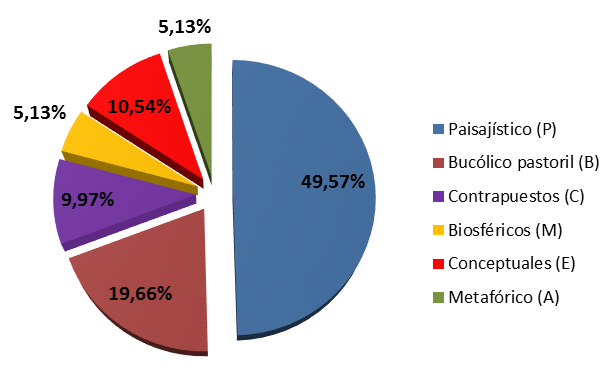 5,13%
10,54%
5,13%
9,97%
49,57%
19,66%
Paisajístico (P)
Bucólico pastoril (B)
Contrapuestos (C)
Biosféricos (M)
Conceptuales (E)
Metafórico (A)